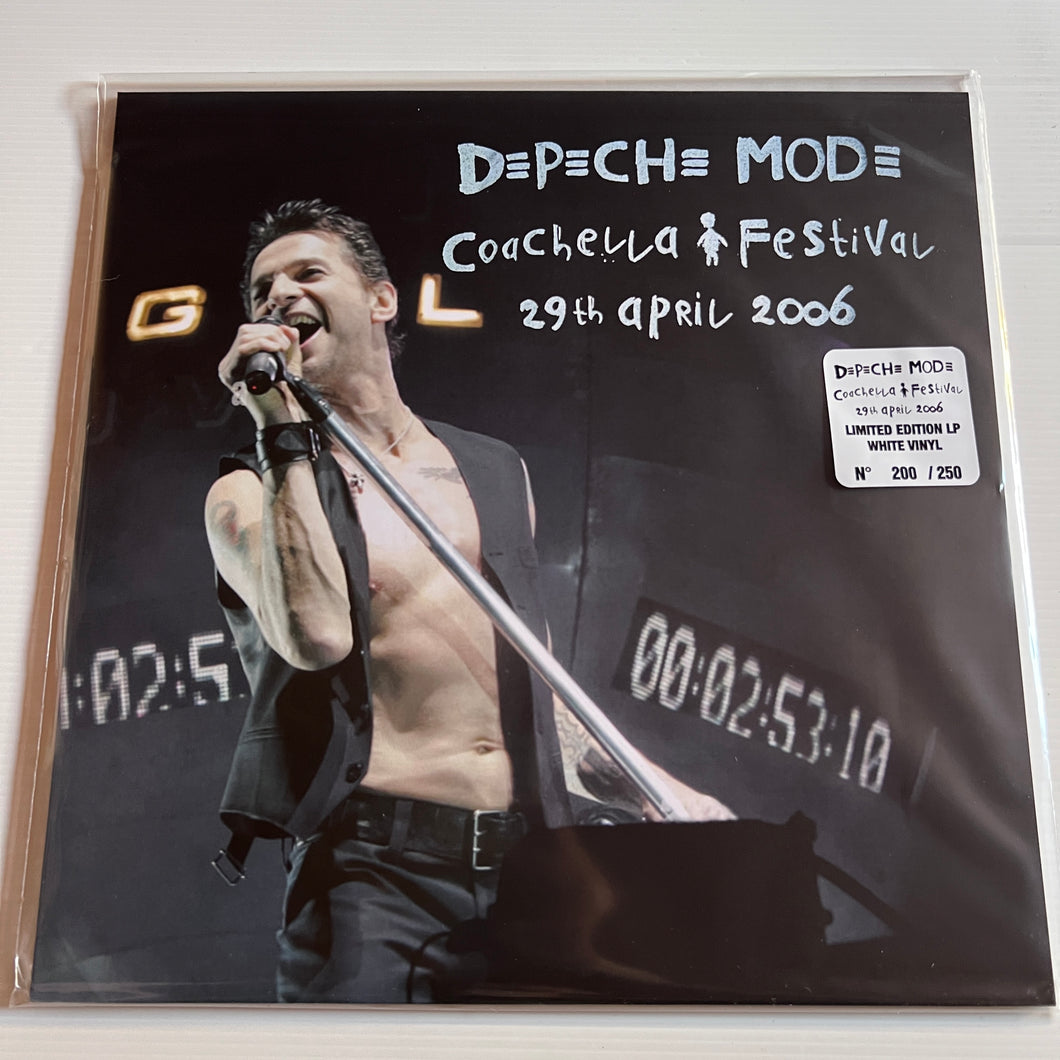 DEPECHE MODE
Coachella Festival
29th april 2006
G L
DEPECHE MODE
Coachella Festival
29th april 2006
LIMITED EDITION LP
WHITE VINYL
N° 200 / 250
:02:5
00:02:53:10